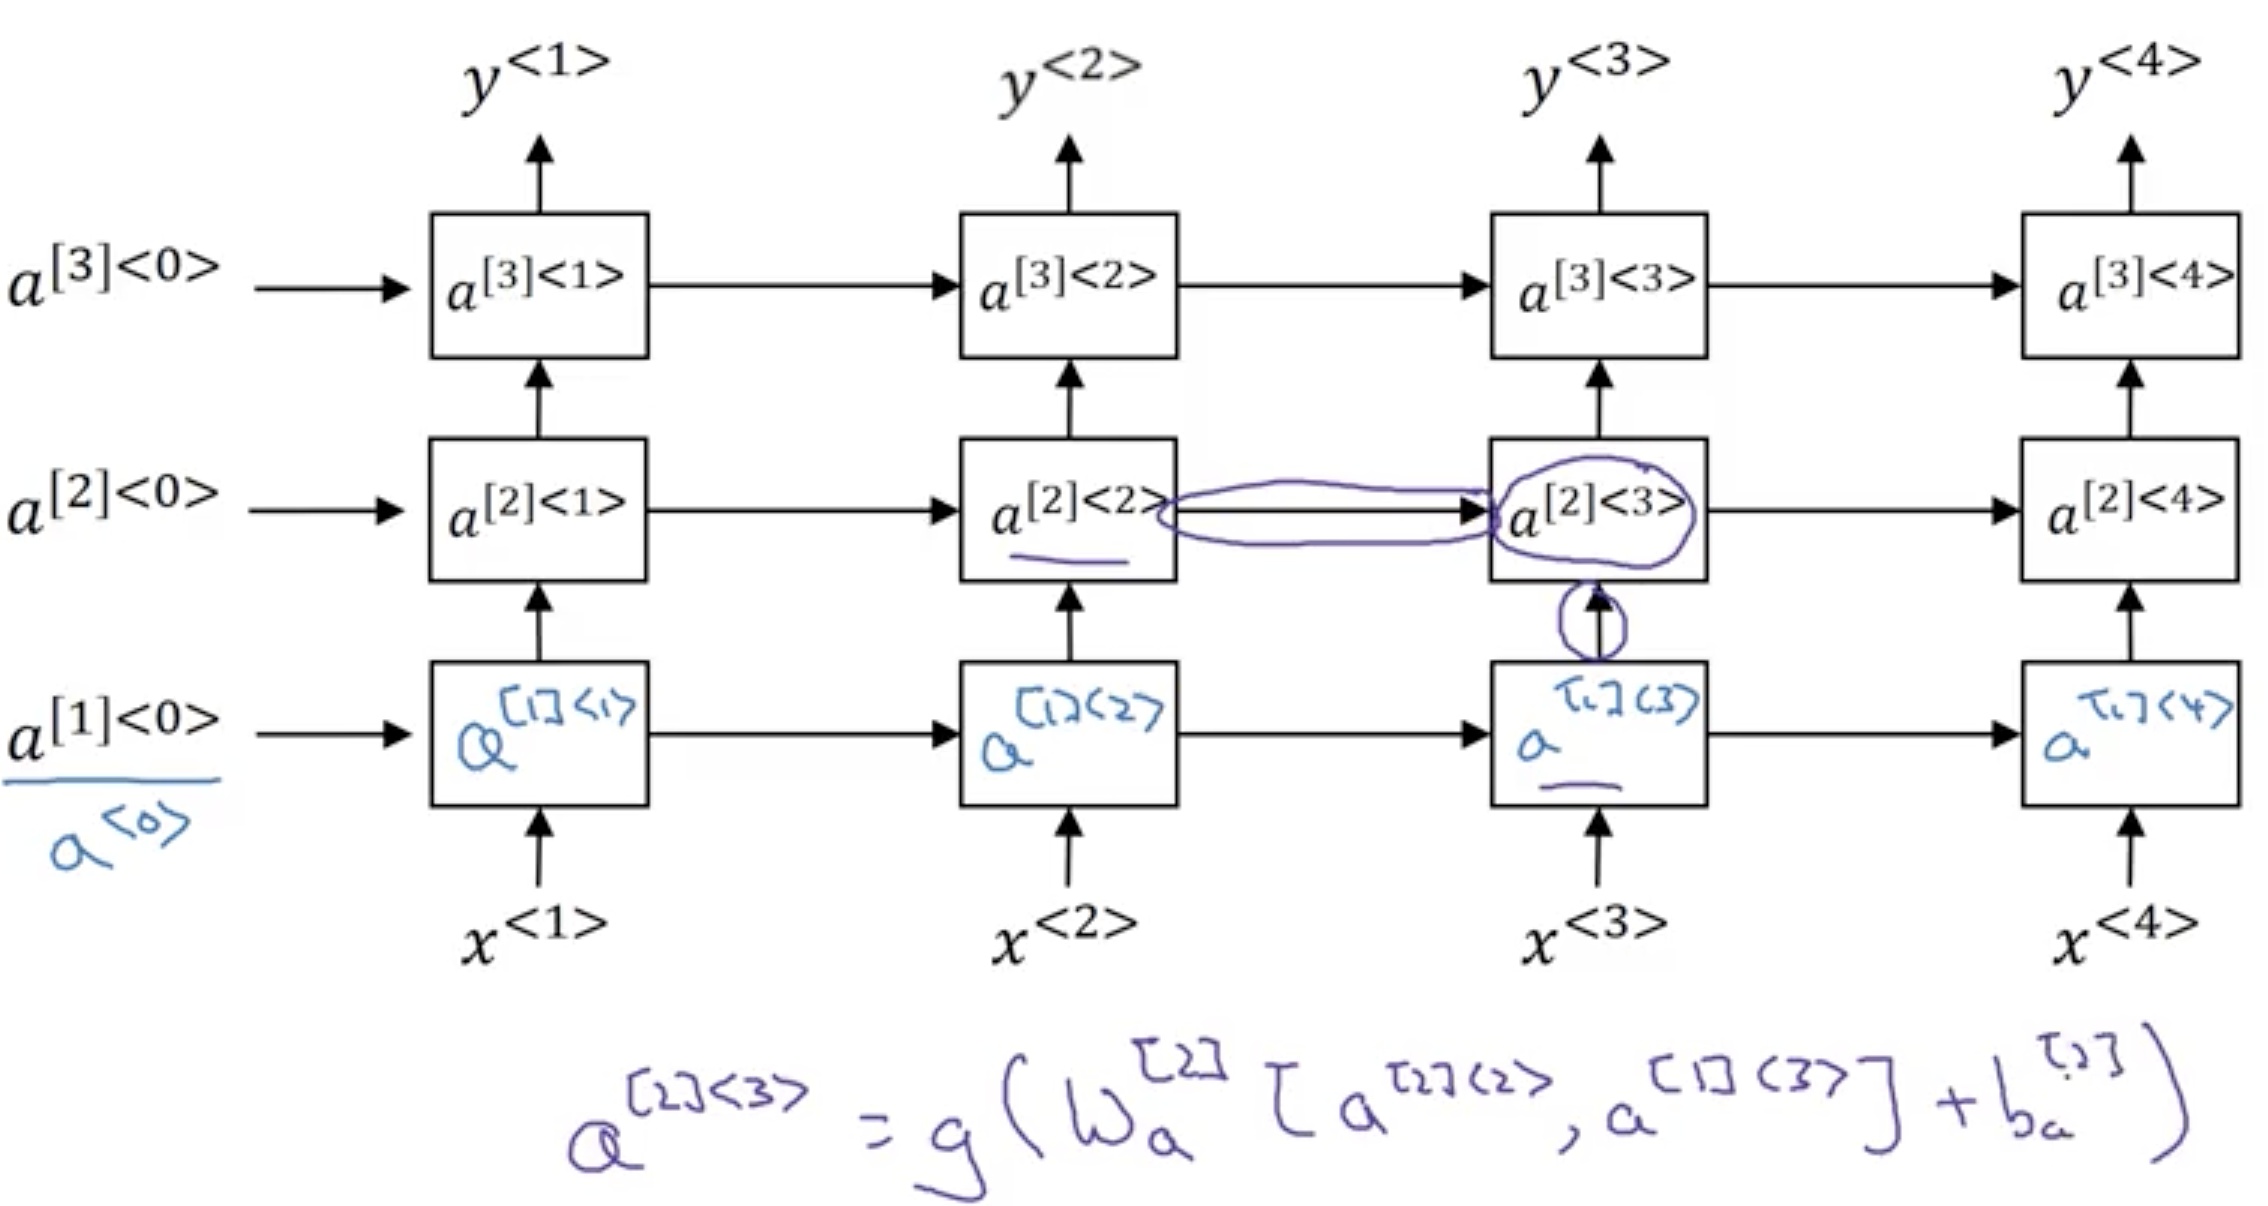 y<1> y<2> y<3> y<4>
a[3]<0> a[3]<1> a[3]<2> a[3]<3> a[3]<4>
a[2]<0> a[2]<1> a[2]<2> a[2]<3> a[2]<4>
a[1]<0> a[1]<1> a[1]<2> a[1]<3> a[1]<4>
a<0>
x<1> x<2> x<3> x<4>
a[2]<3> = g(Wa[2] [a[2]<2>, a[1]<3>] + ba[2])